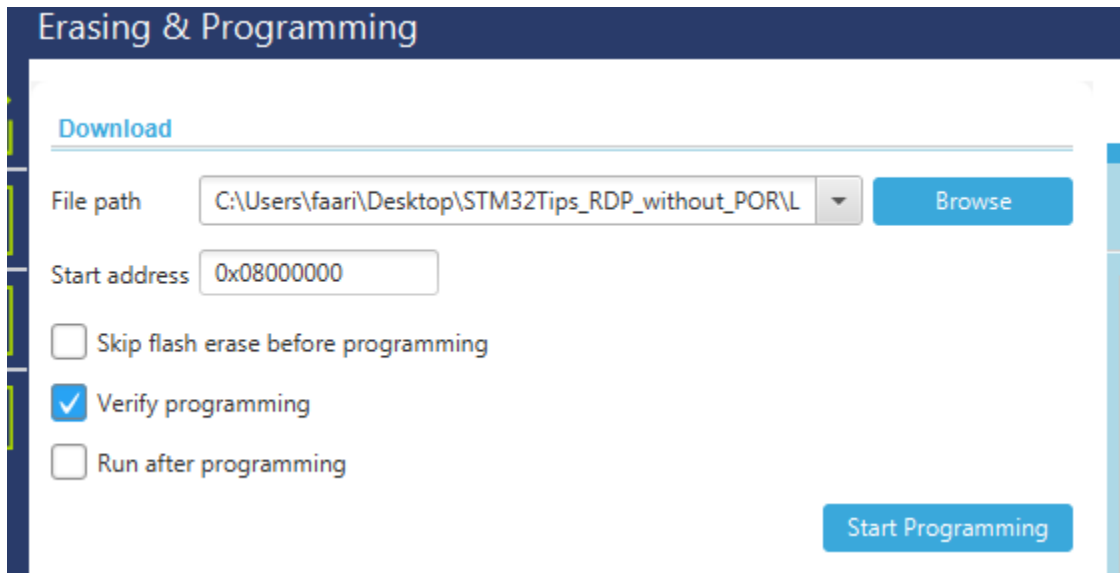 Erasing & Programming
Download
File path C:\Users\faari\Desktop\STM32Tips_RDP_without_POR\L Browse
Start address 0x08000000
Skip flash erase before programming
Verify programming
Run after programming
Start Programming